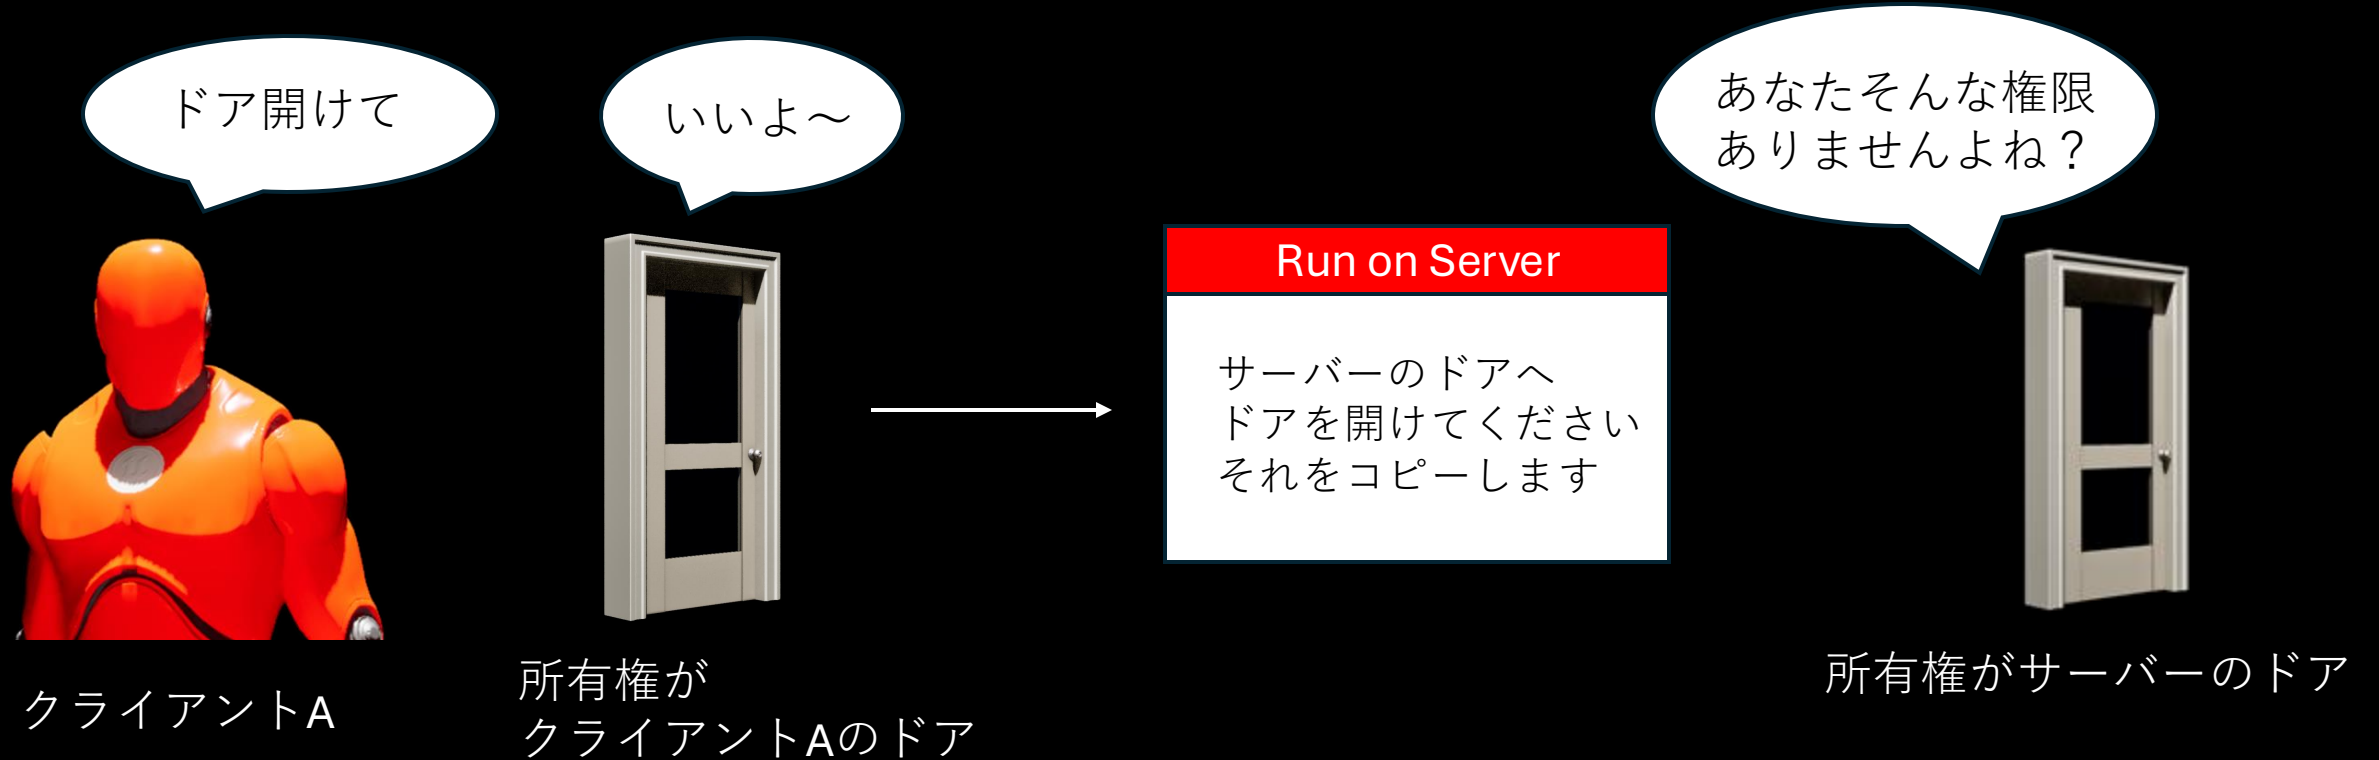 ドア開けて
いいよ～
あなたそんな権限
ありませんよね？
Run on Server
サーバーのドアへ
ドアを開けてください
それをコピーします
クライアントA
所有権が
クライアントAのドア
所有権がサーバーのドア